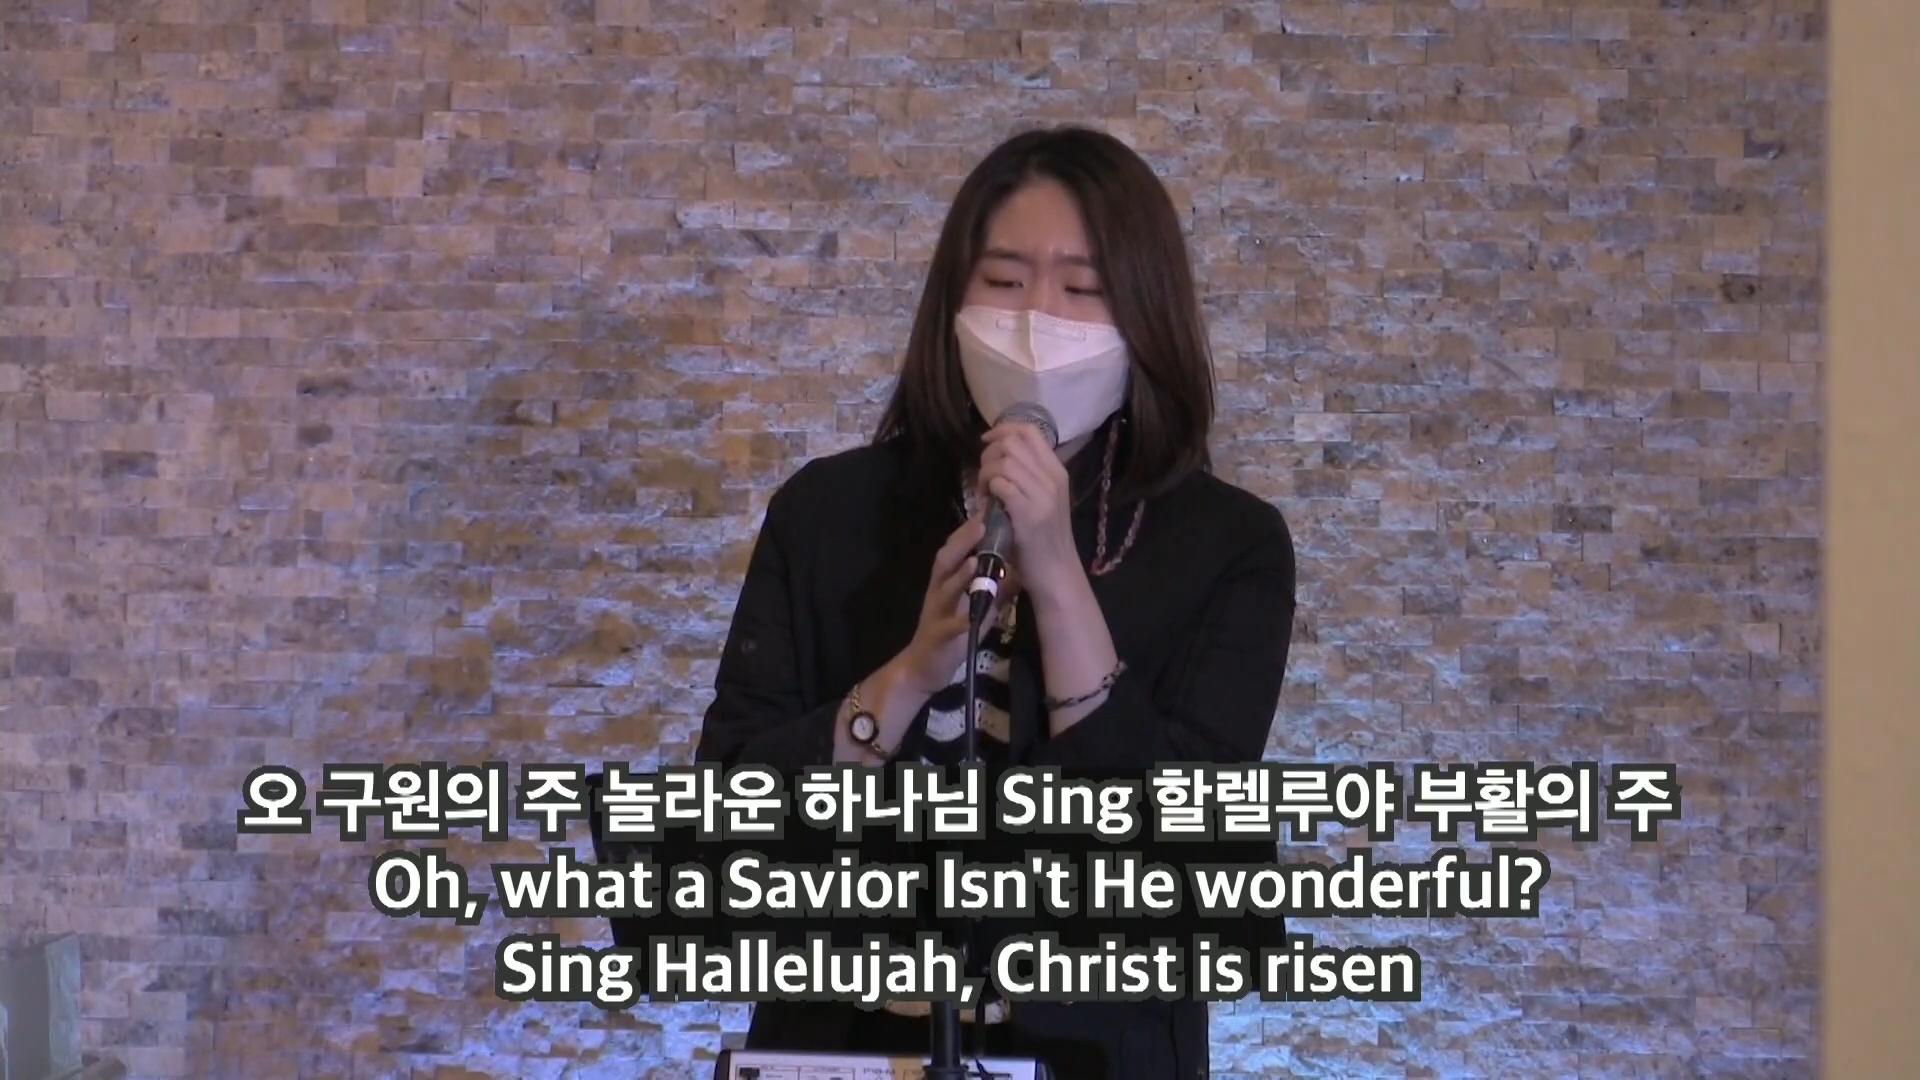 오 구원의 주 놀라운 하나님 Sing 할렐루야 부활의 주
Oh, what a Savior Isn't He wonderful?
Sing Hallelujah, Christ is risen